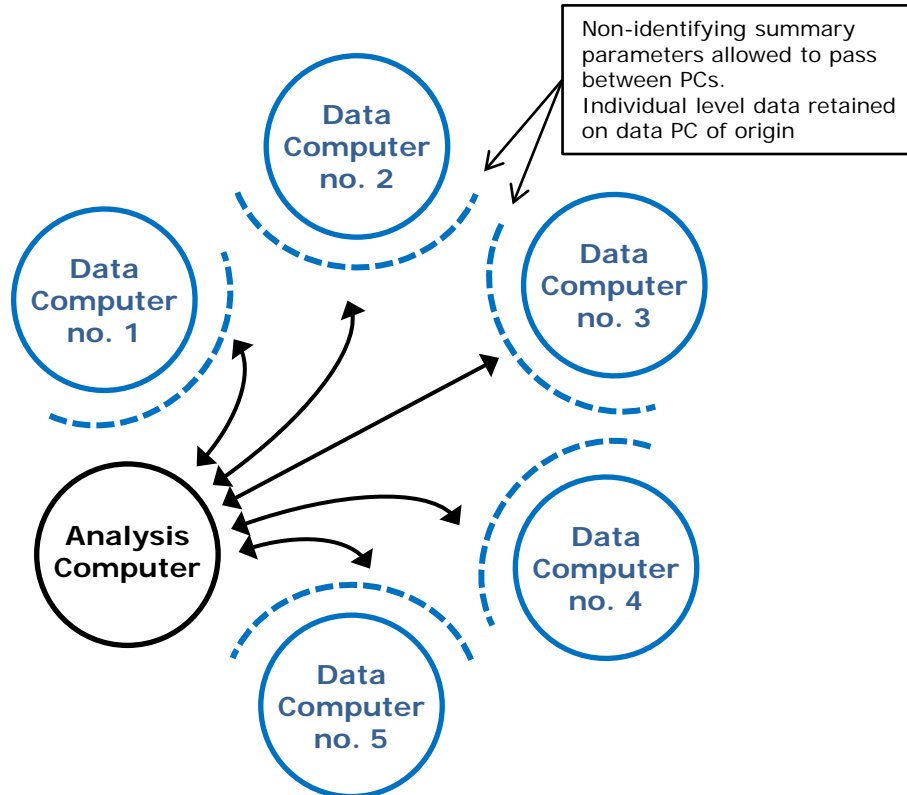 Non-identifying summary
parameters allowed to pass
between PCs.
Individual level data retained
on data PC of origin
Data
Computer
no. 2
Data
Computer
no. 1
Data
Computer
no. 3
Analysis
Computer
Data
Computer
no. 4
Data
Computer
no. 5